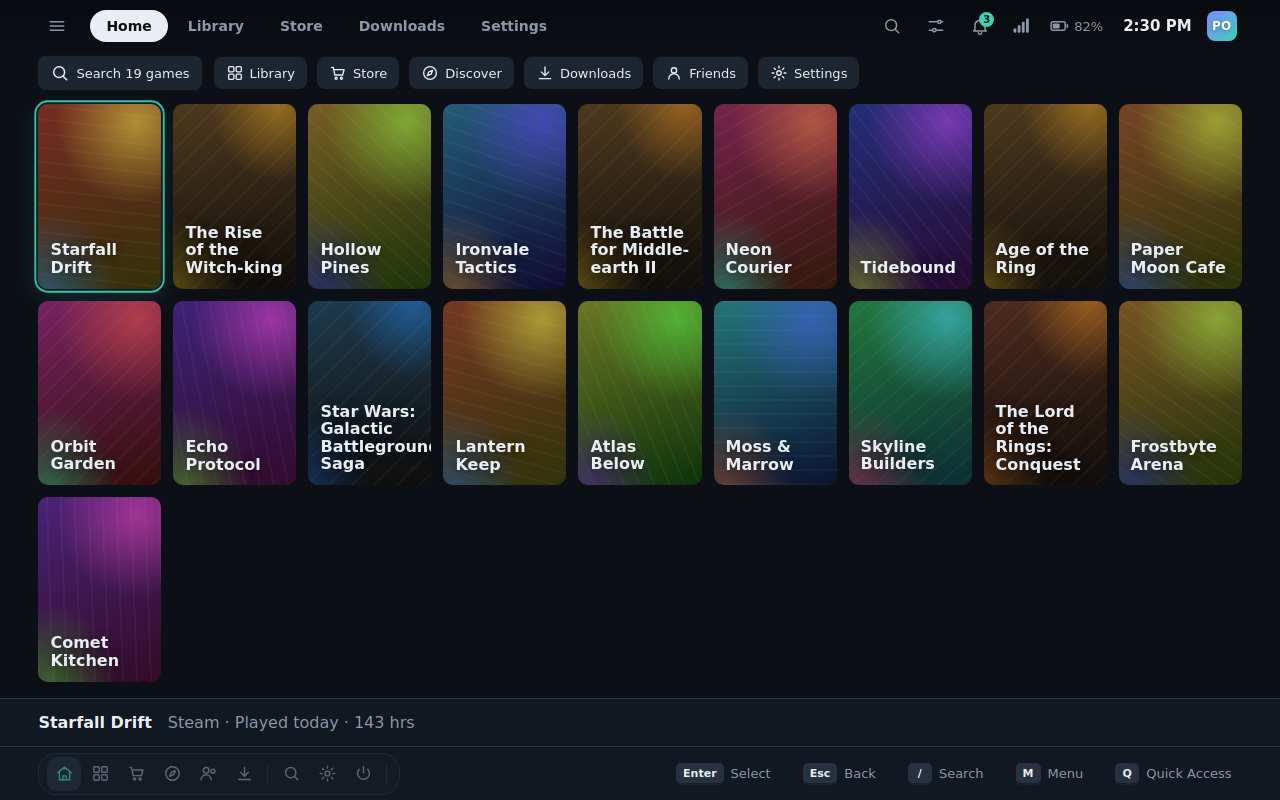 Home Library Store Downloads Settings 3 82% 2:30 PM PO
Search 19 games Library Store Discover Downloads Friends Settings
Starfall
Drift
The Rise
of the
Witch-king
Hollow
Pines
Ironvale
Tactics
The Battle
for Middle-
earth II
Neon
Courier
Tidebound
Age of the
Ring
Paper
Moon Cafe
Orbit
Garden
Echo
Protocol
Star Wars:
Galactic
Battleground
Saga
Lantern
Keep
Atlas
Below
Moss &
Marrow
Skyline
Builders
The Lord
of the
Rings:
Conquest
Frostbyte
Arena
Comet
Kitchen
Starfall Drift Steam · Played today · 143 hrs
Enter Select Esc Back / Search M Menu Q Quick Access